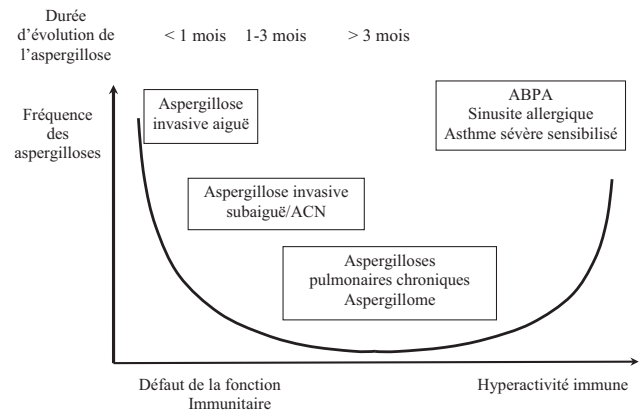 Durée
d'évolution de
l'aspergillose
< 1 mois 1-3 mois > 3 mois
Fréquence
des
aspergilloses
Aspergillose
invasive aiguë
ABPA
Sinusite allergique
Asthme sévère sensibilisé
Aspergillose invasive
subaiguë/ACN
Aspergilloses
pulmonaires chroniques
Aspergillome
Défaut de la fonction
Immunitaire
Hyperactivité immune